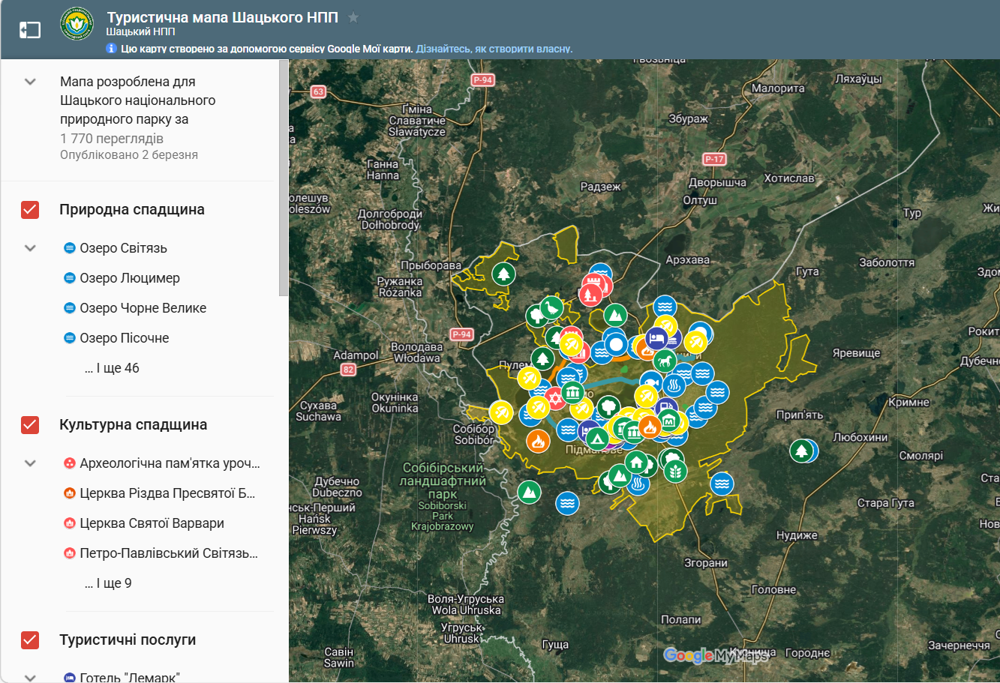 Туристична мапа Шацького НПП
Шацький НПП
Цю карту створено за допомогою сервісу Google Мої карти. Дізнайтесь, як створити власну.
Мапа розроблена для
Шацького національного
природного парку за
1 770 переглядів
Опубліковано 2 березня
Природна спадщина
Озеро Світязь
Озеро Люцимер
Озеро Чорне Велике
Озеро Пісочне
... І ще 46
Культурна спадщина
Археологічна пам'ятка уроч...
Церква Різдва Пресвятої Б...
Церква Святої Варвари
Петро-Павлівський Світязь...
... І ще 9
Туристичні послуги
Готель "Лемарк"
P-94
63
Ляхаўцы
Малорита
Гміна
Славатиче
Sławatycze
Збураж
P-17
Ганна
Hanna
Хотислав
Дворышча
Радзеж
Олтуш
олешув
oleszów
Долгоброди
Dołhobrody
Тур
Жи
Прыборава
Арэхава
Заболоття
Гута
Здо
Ружанка
Różanka
P-94
Рокит
Володава
Włodawa
Adampol
82
Яревище
Дубечно
Пулем
Окунінка
Okuninka
Сухава
Suchawa
Кримне
Прип'ять
Собібор
Sobibór
Любохини
Смолярі
Підманове
Собібірський
ландшафтний
парк
Sobiborski
Park
Krajobrazowy
Дубечно
Dubeczno
Ста
Стара Гута
нськ-Перший
Hańsk
Pierwszy
Нов
Нудиже
Згорани
Головне
Воля-Угруська
Wola Uhruska
Полапи
Угруськ
Uhrusk
Гуща
Зачернеччя
Савін
Sawin
Google My Maps
Городнє